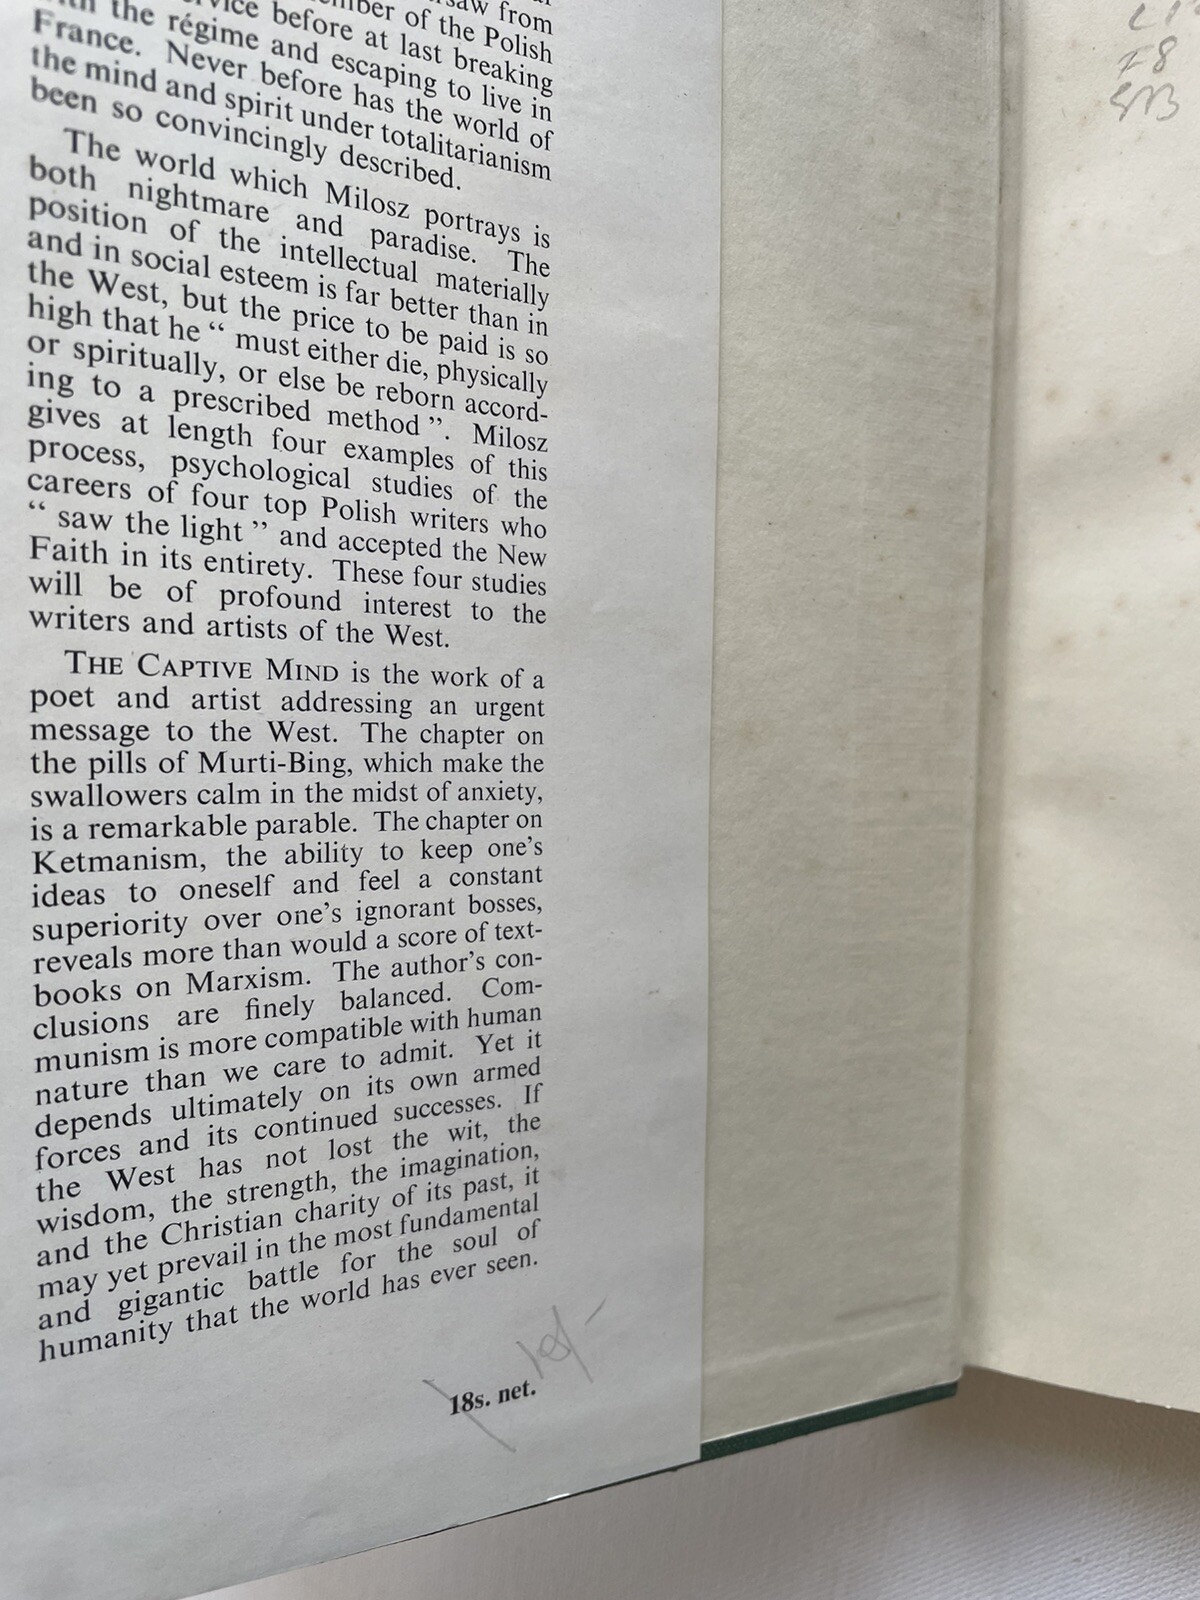 saw from
member of the Polish
service before at last breaking
with the régime and escaping to live in
France. Never before has the world of
the mind and spirit under totalitarianism
been so convincingly described.
The world which Milosz portrays is
both nightmare and paradise. The
position of the intellectual materially
and in social esteem is far better than in
the West, but the price to be paid is so
high that he “ must either die, physically
or spiritually, or else be reborn accord-
ing to a prescribed method ”. Milosz
gives at length four examples of this
process, psychological studies of the
careers of four top Polish writers who
“ saw the light ” and accepted the New
Faith in its entirety. These four studies
will be of profound interest to the
writers and artists of the West.
THE CAPTIVE MIND is the work of a
poet and artist addressing an urgent
message to the West. The chapter on
the pills of Murti-Bing, which make the
swallowers calm in the midst of anxiety,
is a remarkable parable. The chapter on
Ketmanism, the ability to keep one's
ideas to oneself and feel a constant
superiority over one's ignorant bosses,
reveals more than would a score of text-
books on Marxism. The author's con-
clusions are finely balanced. Com-
munism is more compatible with human
nature than we care to admit. Yet it
depends ultimately on its own armed
forces and its continued successes. If
the West has not lost the wit, the
wisdom, the strength, the imagination,
and the Christian charity of its past, it
may yet prevail in the most fundamental
and gigantic battle for the soul of
humanity that the world has ever seen.
18s. net.